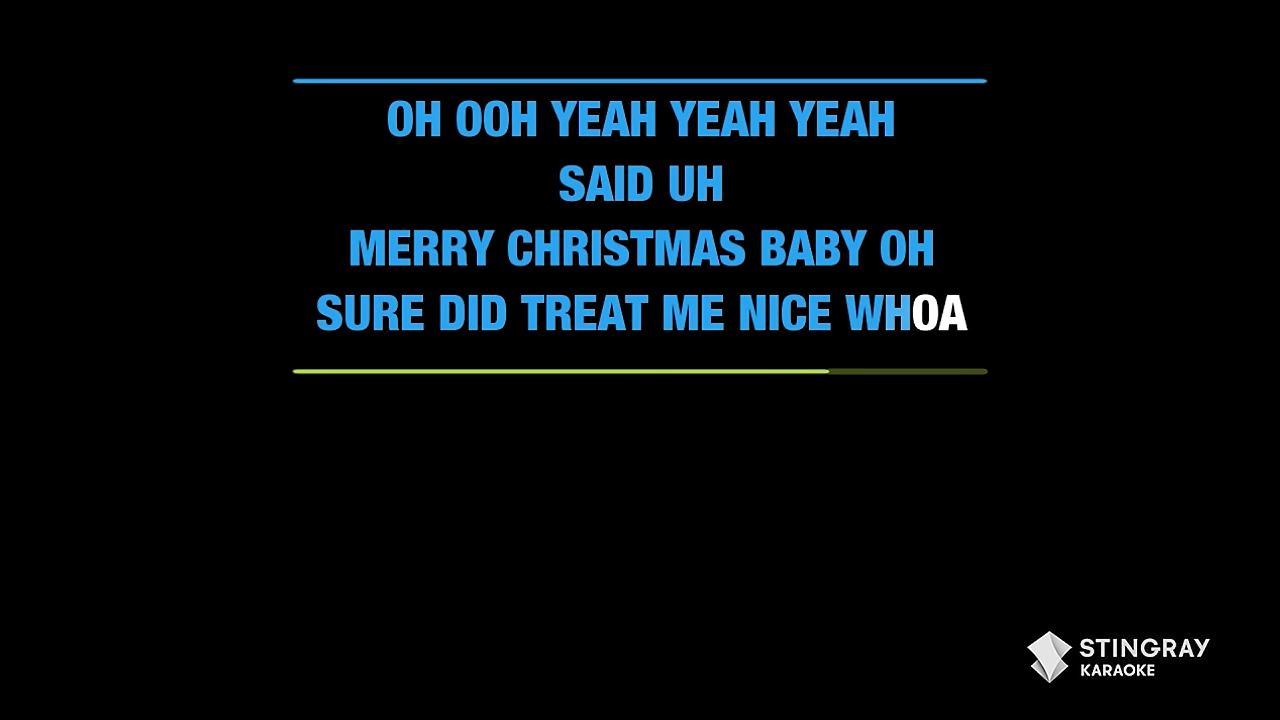 OH OOH YEAH YEAH YEAH
SAID UH
MERRY CHRISTMAS BABY OH
SURE DID TREAT ME NICE WHOA
STINGRAY
KARAOKE